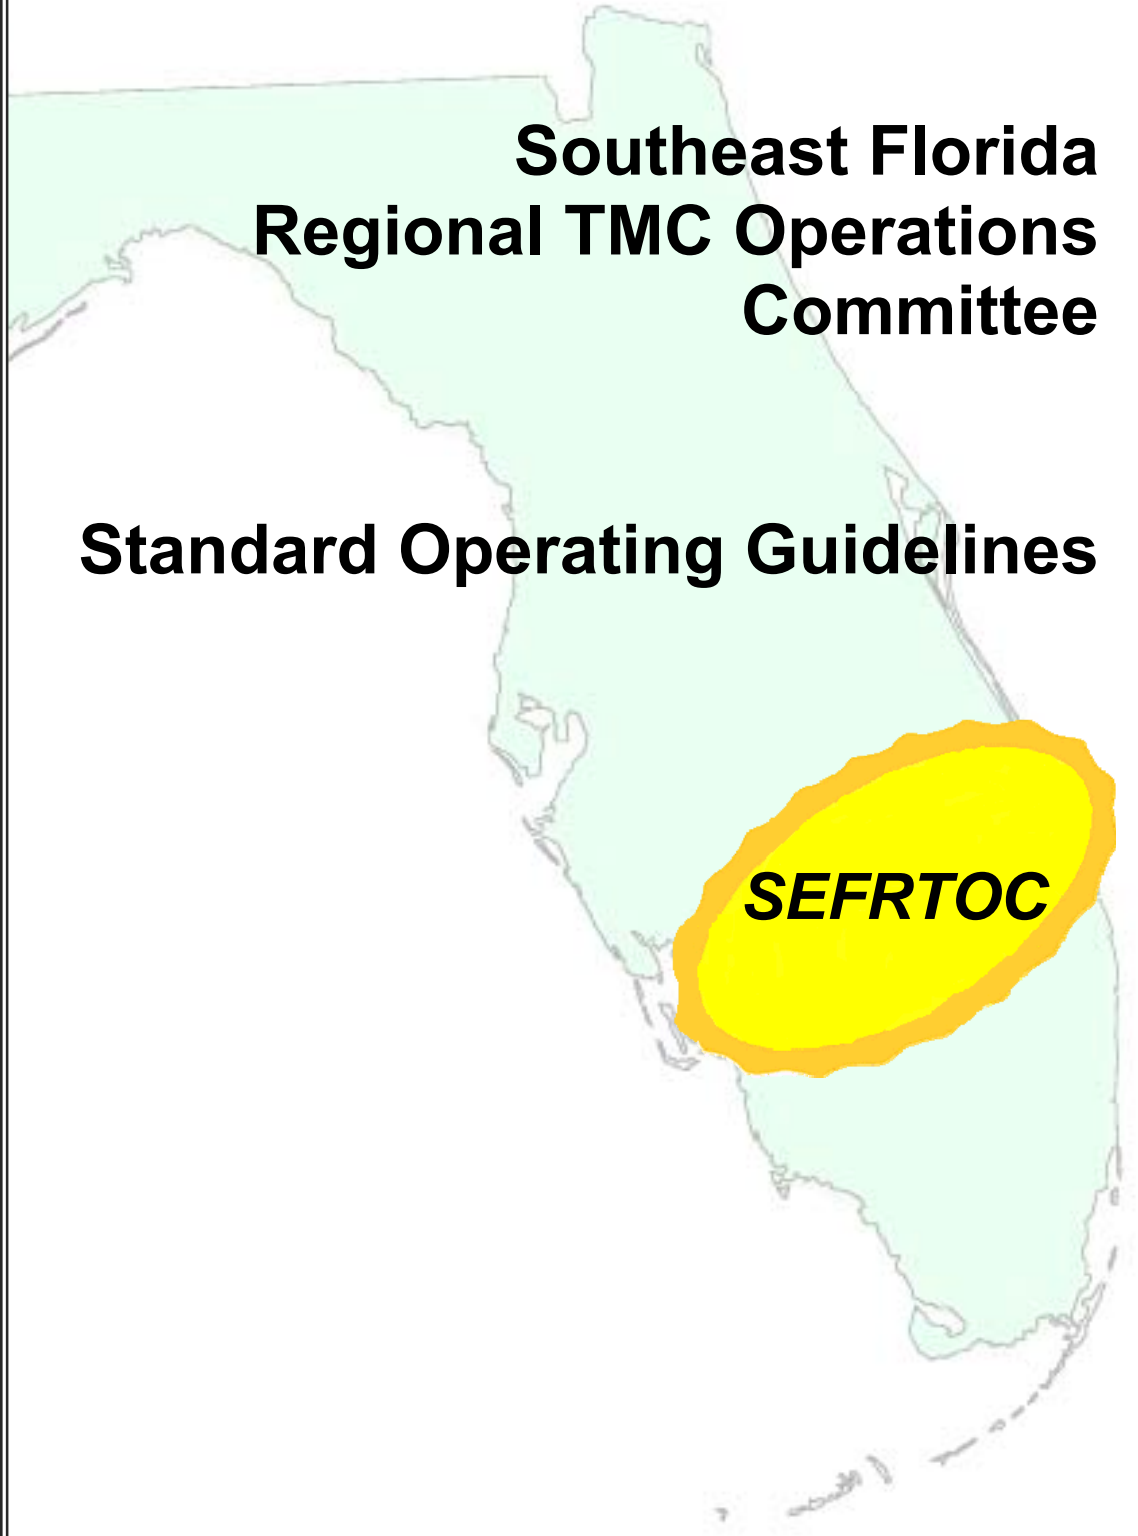 Southeast Florida
Regional TMC Operations
Committee
Standard Operating Guidelines
SEFRTOC